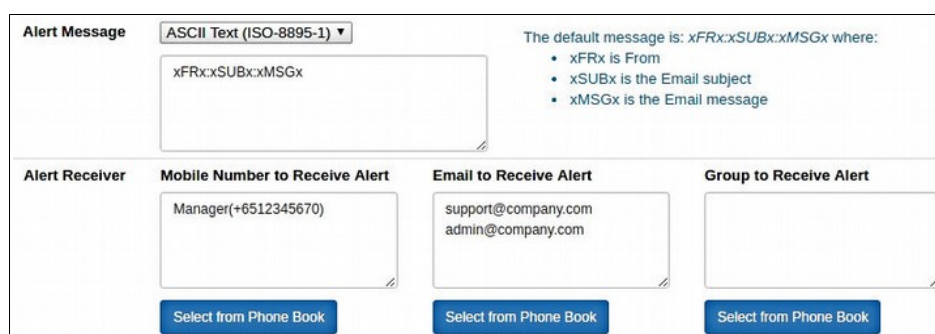 Alert Message
ASCII Text (ISO-8895-1) ▼
xFRx:xSUBx:xMSGx
The default message is: xFRx:xSUBx:xMSGx where:
• xFRx is From
• xSUBx is the Email subject
• xMSGx is the Email message
Alert Receiver
Mobile Number to Receive Alert
Manager(+6512345670)
Select from Phone Book
Email to Receive Alert
support@company.com
admin@company.com
Select from Phone Book
Group to Receive Alert
Select from Phone Book